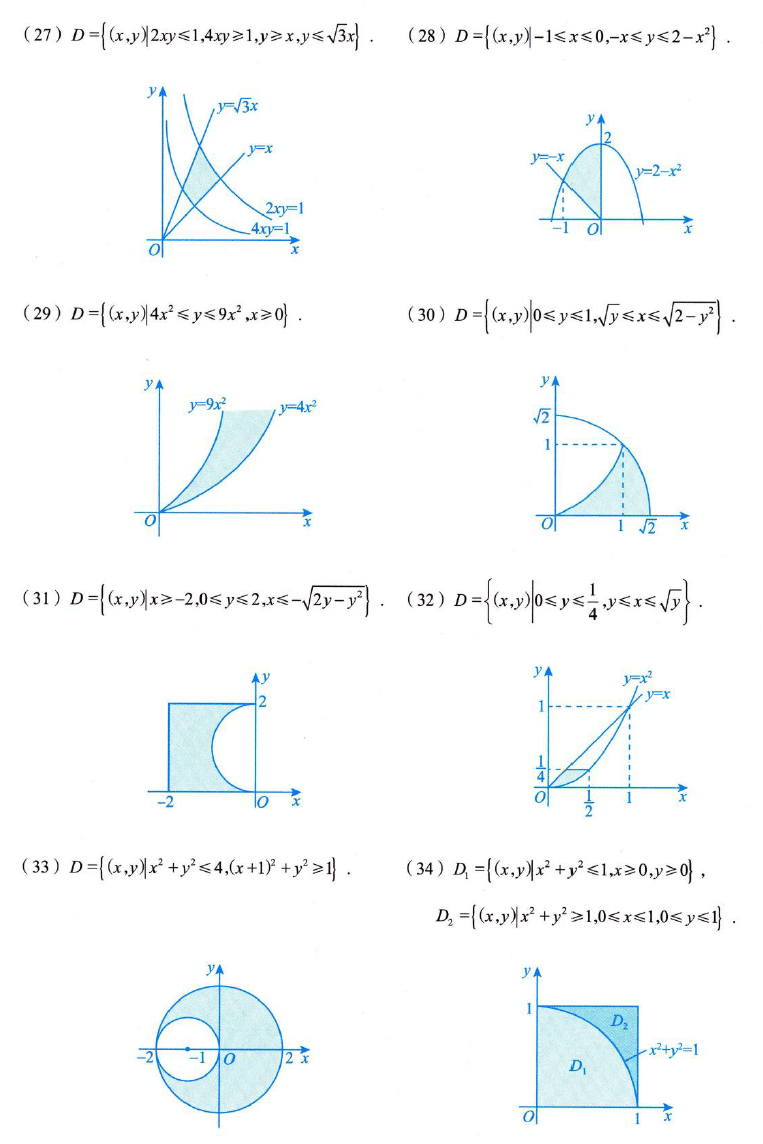 (27) D={(x,y)|2xy≤1,4xy≥1,y≥x,y≤√3x} .
(28) D={(x,y)|-1≤x≤0,-x≤y≤2-x²} .
y
y=√3x
y=x
2xy=1
4xy=1
O
x
y
2
y=-x
y=2-x²
-1
O
x
(29) D={(x,y)|4x²≤y≤9x²,x≥0} .
(30) D={(x,y)|0≤y≤1,√y≤x≤√(2-y²)} .
y
y=9x²
y=4x²
O
x
y
√2
1
O
1
√2
x
(31) D={(x,y)|x≥-2,0≤y≤2,x≤-√(2y-y²)} .
(32) D={(x,y)|0≤y≤1/4,y≤x≤√y} .
y
2
-2
O
x
y
y=x²
y=x
1
1/4
O
1/2
1
x
(33) D={(x,y)|x²+y²≤4,(x+1)²+y²≥1} .
(34) D₁={(x,y)|x²+y²≤1,x≥0,y≥0} ,
D₂={(x,y)|x²+y²≥1,0≤x≤1,0≤y≤1} .
y
-2
-1
O
2
x
y
1
D₂
x²+y²=1
D₁
O
1
x